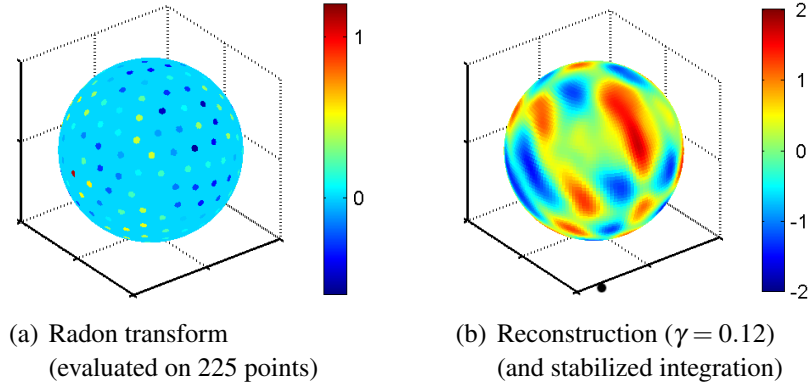 1
0
2
1
0
-1
-2
(a) Radon transform
(evaluated on 225 points)
(b) Reconstruction (γ = 0.12)
(and stabilized integration)